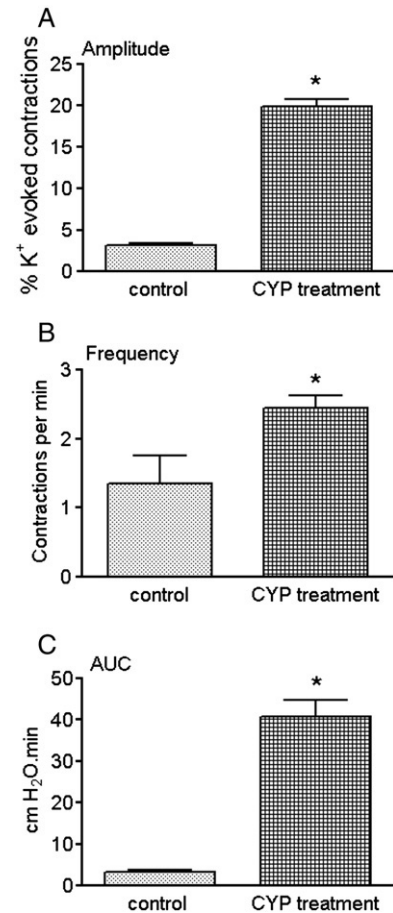 A
Amplitude
% K⁺ evoked contractions
25
20
15
10
5
0
*
control CYP treatment
B
Frequency
Contractions per min
3
2
1
0
*
control CYP treatment
C
AUC
cm H₂O.min
50
40
30
20
10
0
*
control CYP treatment